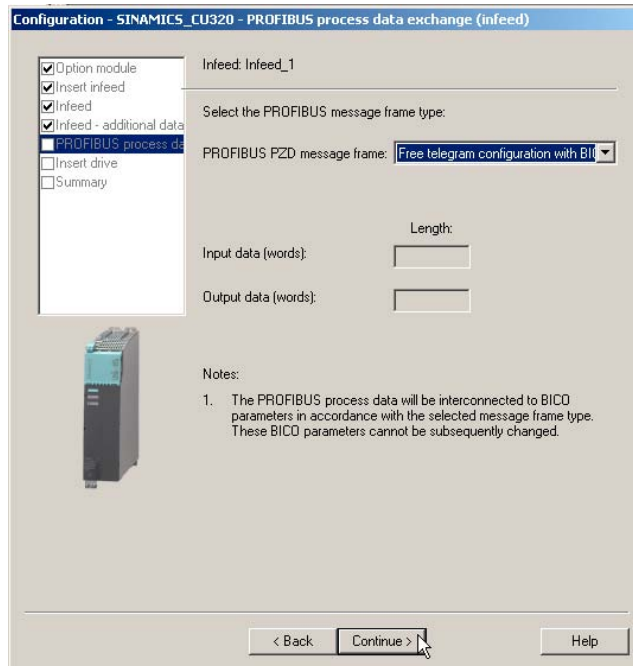 Configuration - SINAMICS_CU320 - PROFIBUS process data exchange (infeed)
Option module
Insert infeed
Infeed
Infeed - additional data
PROFIBUS process da
Insert drive
Summary
Infeed: Infeed_1
Select the PROFIBUS message frame type:
PROFIBUS PZD message frame: Free telegram configuration with BIC
Length:
Input data (words):
Output data (words):
Notes:
1. The PROFIBUS process data will be interconnected to BICO
parameters in accordance with the selected message frame type.
These BICO parameters cannot be subsequently changed.
< Back Continue > Help